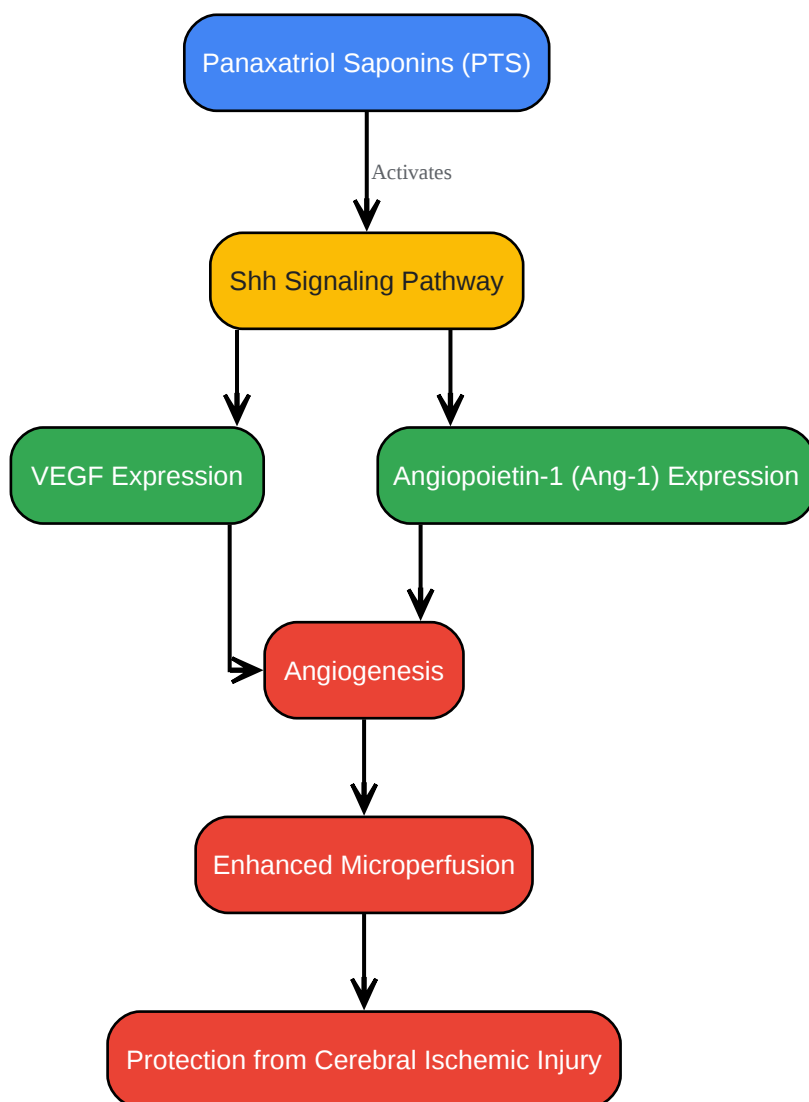 Panaxatriol Saponins (PTS)
Activates
Shh Signaling Pathway
VEGF Expression
Angiopoietin-1 (Ang-1) Expression
Angiogenesis
Enhanced Microperfusion
Protection from Cerebral Ischemic Injury